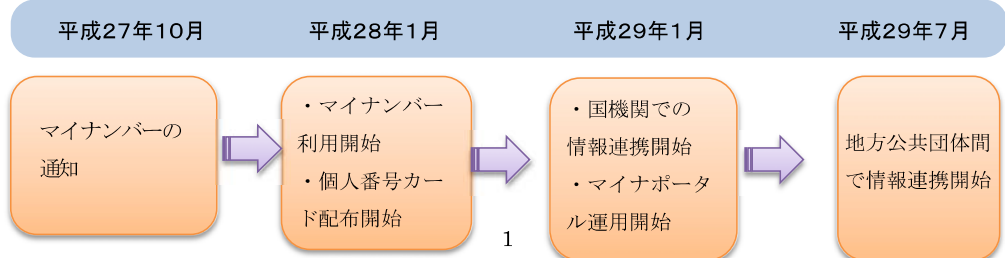 平成27年10月
平成28年1月
平成29年1月
平成29年7月
マイナンバーの
通知
・マイナンバー
利用開始
・個人番号カー
ド配布開始
・国機関での
情報連携開始
・マイナポータ
ル運用開始
地方公共団体間
で情報連携開始
1